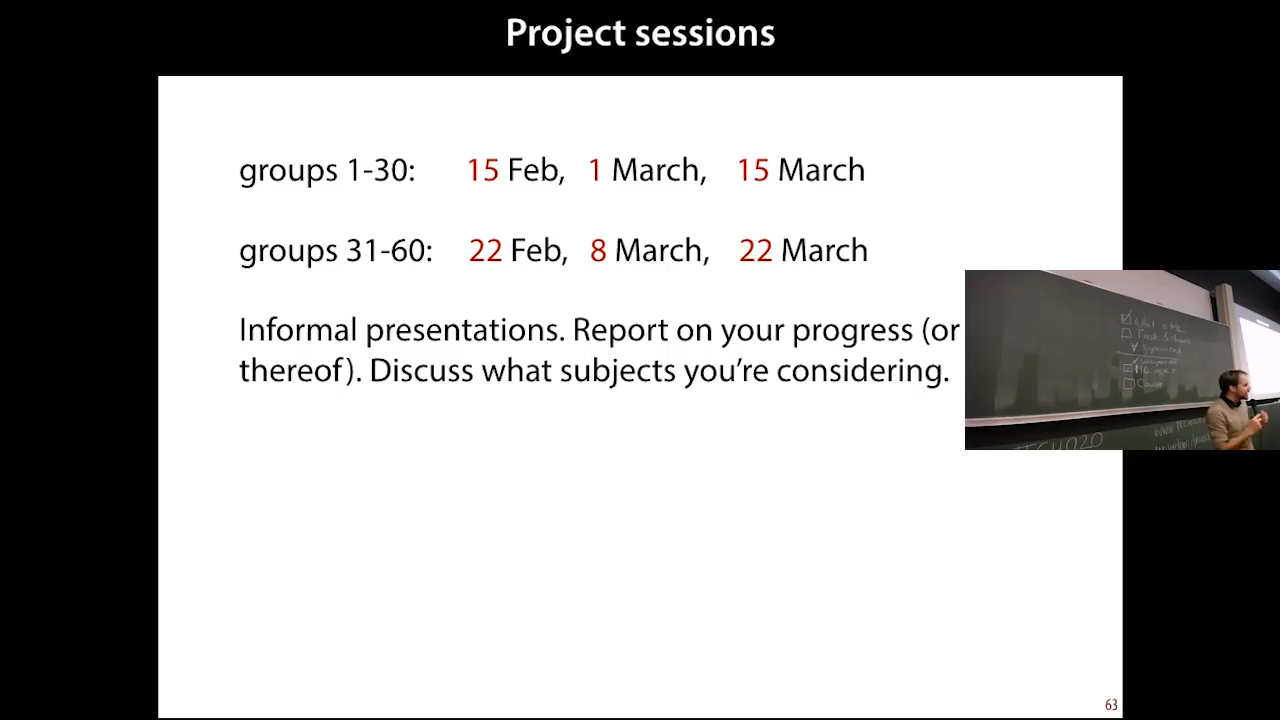 Project sessions
groups 1-30: 15 Feb, 1 March, 15 March
groups 31-60: 22 Feb, 8 March, 22 March
Informal presentations. Report on your progress (or
thereof). Discuss what subjects you're considering.
63